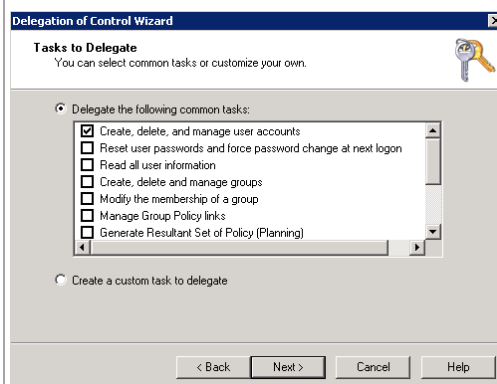 Delegation of Control Wizard
Tasks to Delegate
You can select common tasks or customize your own.
Delegate the following common tasks:
Create, delete, and manage user accounts
Reset user passwords and force password change at next logon
Read all user information
Create, delete and manage groups
Modify the membership of a group
Manage Group Policy links
Generate Resultant Set of Policy (Planning)
Create a custom task to delegate
< Back Next > Cancel Help